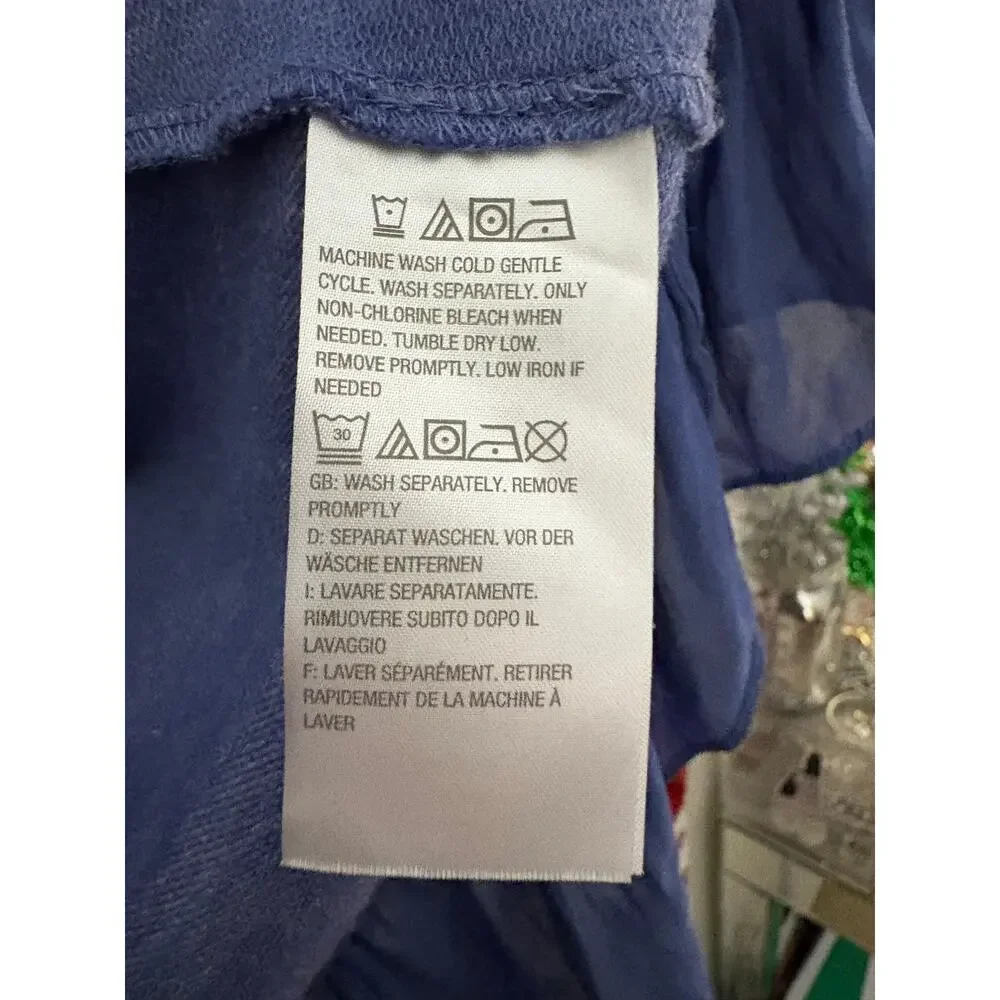 MACHINE WASH COLD GENTLE
CYCLE. WASH SEPARATELY. ONLY
NON-CHLORINE BLEACH WHEN
NEEDED. TUMBLE DRY LOW.
REMOVE PROMPTLY. LOW IRON IF
NEEDED
30
GB: WASH SEPARATELY. REMOVE
PROMPTLY
D: SEPARAT WASCHEN. VOR DER
WÄSCHE ENTFERNEN
I: LAVARE SEPARATAMENTE.
RIMUOVERE SUBITO DOPO IL
LAVAGGIO
F: LAVER SÉPARÉMENT. RETIRER
RAPIDEMENT DE LA MACHINE À
LAVER